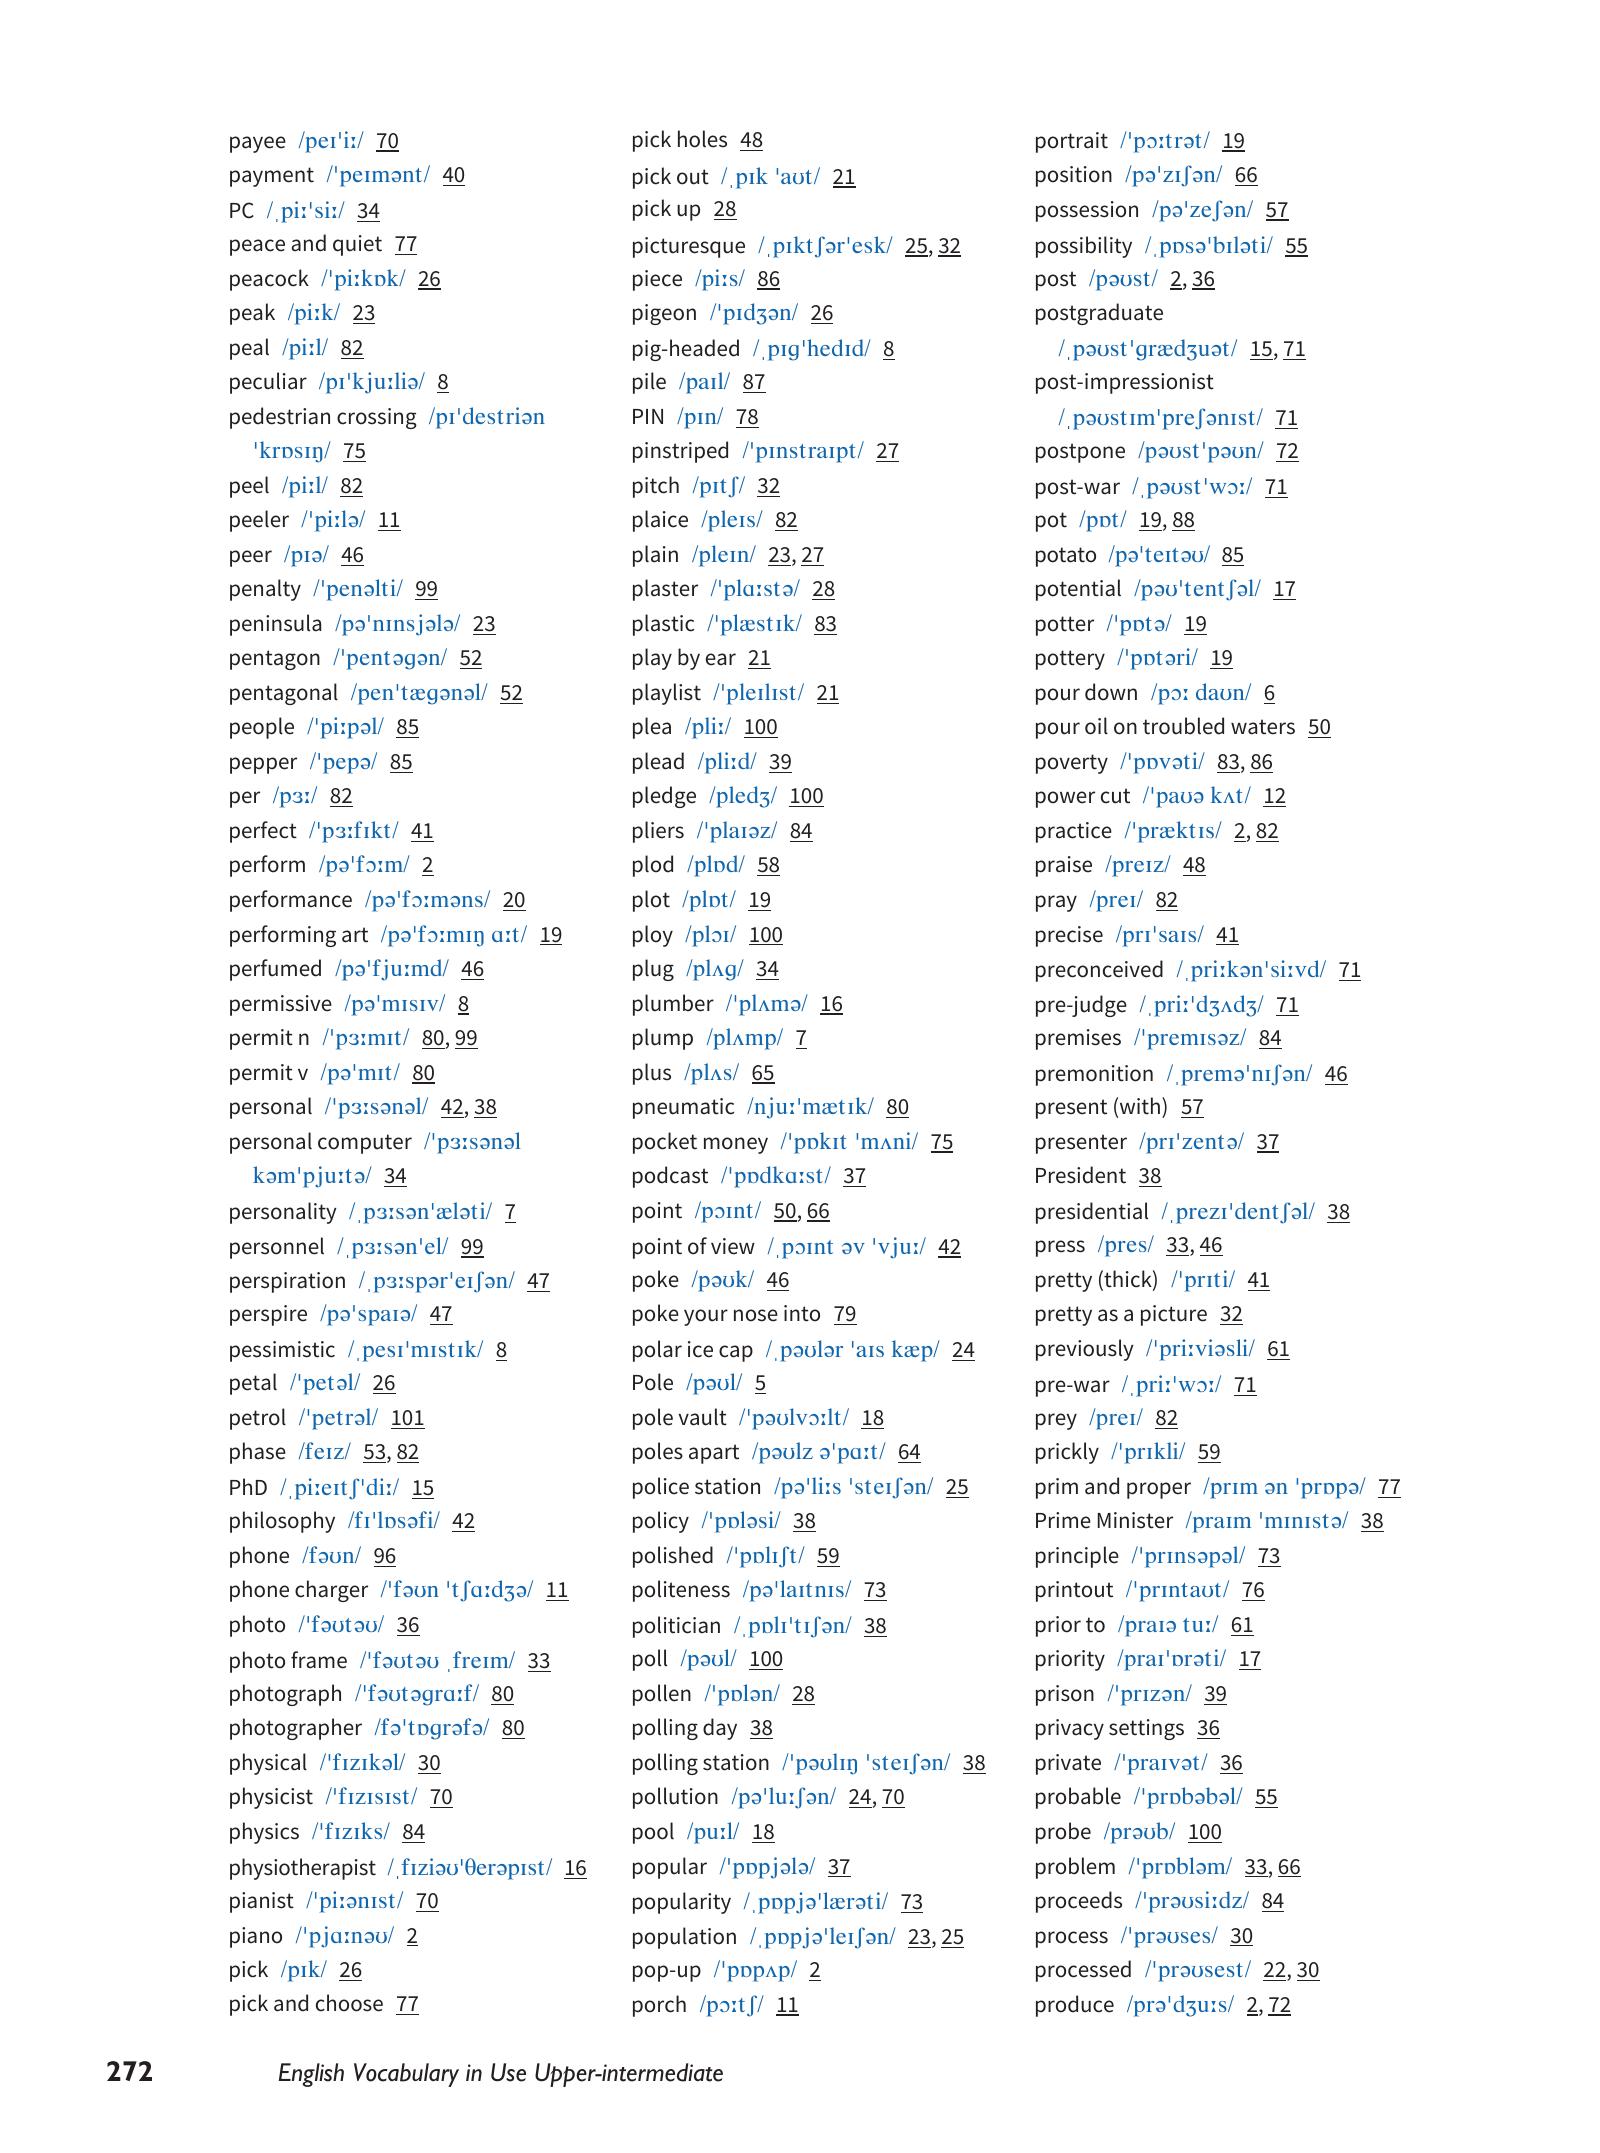 payee /peɪˈiː/ 70
payment /ˈpeɪmənt/ 40
PC /ˌpiːˈsiː/ 34
peace and quiet 77
peacock /ˈpiːkɒk/ 26
peak /piːk/ 23
peal /piːl/ 82
peculiar /pɪˈkjuːliə/ 8
pedestrian crossing /pɪˈdestriən
ˈkrɒsɪŋ/ 75
peel /piːl/ 82
peeler /ˈpiːlə/ 11
peer /pɪə/ 46
penalty /ˈpenəlti/ 99
peninsula /pəˈnɪnsjələ/ 23
pentagon /ˈpentəgən/ 52
pentagonal /penˈtægənəl/ 52
people /ˈpiːpəl/ 85
pepper /ˈpepə/ 85
per /pɜː/ 82
perfect /ˈpɜːfɪkt/ 41
perform /pəˈfɔːm/ 2
performance /pəˈfɔːməns/ 20
performing art /pəˈfɔːmɪŋ ɑːt/ 19
perfumed /pəˈfjuːmd/ 46
permissive /pəˈmɪsɪv/ 8
permit n /ˈpɜːmɪt/ 80, 99
permit v /pəˈmɪt/ 80
personal /ˈpɜːsənəl/ 42, 38
personal computer /ˈpɜːsənəl
kəmˈpjuːtə/ 34
personality /ˌpɜːsənˈæləti/ 7
personnel /ˌpɜːsənˈel/ 99
perspiration /ˌpɜːspərˈeɪʃən/ 47
perspire /pəˈspaɪə/ 47
pessimistic /ˌpesɪˈmɪstɪk/ 8
petal /ˈpetəl/ 26
petrol /ˈpetrəl/ 101
phase /feɪz/ 53, 82
PhD /ˌpiːeɪtʃˈdiː/ 15
philosophy /fɪˈlɒsəfi/ 42
phone /fəʊn/ 96
phone charger /ˈfəʊn ˈtʃɑːdʒə/ 11
photo /ˈfəʊtəʊ/ 36
photo frame /ˈfəʊtəʊ ˌfreɪm/ 33
photograph /ˈfəʊtəgrɑːf/ 80
photographer /fəˈtɒgrəfə/ 80
physical /ˈfɪzɪkəl/ 30
physicist /ˈfɪzɪsɪst/ 70
physics /ˈfɪzɪks/ 84
physiotherapist /ˌfɪziəʊˈθerəpɪst/ 16
pianist /ˈpiːənɪst/ 70
piano /ˈpjɑːnəʊ/ 2
pick /pɪk/ 26
pick and choose 77
pick holes 48
pick out /ˌpɪk ˈaʊt/ 21
pick up 28
picturesque /ˌpɪktʃərˈesk/ 25, 32
piece /piːs/ 86
pigeon /ˈpɪdʒən/ 26
pig-headed /ˌpɪgˈhedɪd/ 8
pile /paɪl/ 87
PIN /pɪn/ 78
pinstriped /ˈpɪnstraɪpt/ 27
pitch /pɪtʃ/ 32
plaice /pleɪs/ 82
plain /pleɪn/ 23, 27
plaster /ˈplɑːstə/ 28
plastic /ˈplæstɪk/ 83
play by ear 21
playlist /ˈpleɪlɪst/ 21
plea /pliː/ 100
plead /pliːd/ 39
pledge /pledʒ/ 100
pliers /ˈplaɪəz/ 84
plod /plɒd/ 58
plot /plɒt/ 19
ploy /plɔɪ/ 100
plug /plʌg/ 34
plumber /ˈplʌmə/ 16
plump /plʌmp/ 7
plus /plʌs/ 65
pneumatic /njuːˈmætɪk/ 80
pocket money /ˈpɒkɪt ˈmʌni/ 75
podcast /ˈpɒdkɑːst/ 37
point /pɔɪnt/ 50, 66
point of view /ˌpɔɪnt əv ˈvjuː/ 42
poke /pəʊk/ 46
poke your nose into 79
polar ice cap /ˌpəʊlər ˈaɪs kæp/ 24
Pole /pəʊl/ 5
pole vault /ˈpəʊlvɔːlt/ 18
poles apart /pəʊlz əˈpɑːt/ 64
police station /pəˈliːs ˈsteɪʃən/ 25
policy /ˈpɒləsi/ 38
polished /ˈpɒlɪʃt/ 59
politeness /pəˈlaɪtnɪs/ 73
politician /ˌpɒlɪˈtɪʃən/ 38
poll /pəʊl/ 100
pollen /ˈpɒlən/ 28
polling day 38
polling station /ˈpəʊlɪŋ ˈsteɪʃən/ 38
pollution /pəˈluːʃən/ 24, 70
pool /puːl/ 18
popular /ˈpɒpjələ/ 37
popularity /ˌpɒpjəˈlærəti/ 73
population /ˌpɒpjəˈleɪʃən/ 23, 25
pop-up /ˈpɒpʌp/ 2
porch /pɔːtʃ/ 11
portrait /ˈpɔːtrət/ 19
position /pəˈzɪʃən/ 66
possession /pəˈzeʃən/ 57
possibility /ˌpɒsəˈbɪləti/ 55
post /pəʊst/ 2, 36
postgraduate
/ˌpəʊstˈgrædʒuət/ 15, 71
post-impressionist
/ˌpəʊstɪmˈpreʃənɪst/ 71
postpone /pəʊstˈpəʊn/ 72
post-war /ˌpəʊstˈwɔː/ 71
pot /pɒt/ 19, 88
potato /pəˈteɪtəʊ/ 85
potential /pəʊˈtentʃəl/ 17
potter /ˈpɒtə/ 19
pottery /ˈpɒtəri/ 19
pour down /pɔː daʊn/ 6
pour oil on troubled waters 50
poverty /ˈpɒvəti/ 83, 86
power cut /ˈpaʊə kʌt/ 12
practice /ˈpræktɪs/ 2, 82
praise /preɪz/ 48
pray /preɪ/ 82
precise /prɪˈsaɪs/ 41
preconceived /ˌpriːkənˈsiːvd/ 71
pre-judge /ˌpriːˈdʒʌdʒ/ 71
premises /ˈpremɪsəz/ 84
premonition /ˌpreməˈnɪʃən/ 46
present (with) 57
presenter /prɪˈzentə/ 37
President 38
presidential /ˌprezɪˈdentʃəl/ 38
press /pres/ 33, 46
pretty (thick) /ˈprɪti/ 41
pretty as a picture 32
previously /ˈpriːviəsli/ 61
pre-war /ˌpriːˈwɔː/ 71
prey /preɪ/ 82
prickly /ˈprɪkli/ 59
prim and proper /prɪm ən ˈprɒpə/ 77
Prime Minister /praɪm ˈmɪnɪstə/ 38
principle /ˈprɪnsəpəl/ 73
printout /ˈprɪntaʊt/ 76
prior to /praɪə tuː/ 61
priority /praɪˈɒrəti/ 17
prison /ˈprɪzən/ 39
privacy settings 36
private /ˈpraɪvət/ 36
probable /ˈprɒbəbəl/ 55
probe /prəʊb/ 100
problem /ˈprɒbləm/ 33, 66
proceeds /ˈprəʊsiːdz/ 84
process /ˈprəʊses/ 30
processed /ˈprəʊsest/ 22, 30
produce /prəˈdʒuːs/ 2, 72
272 English Vocabulary in Use Upper-intermediate